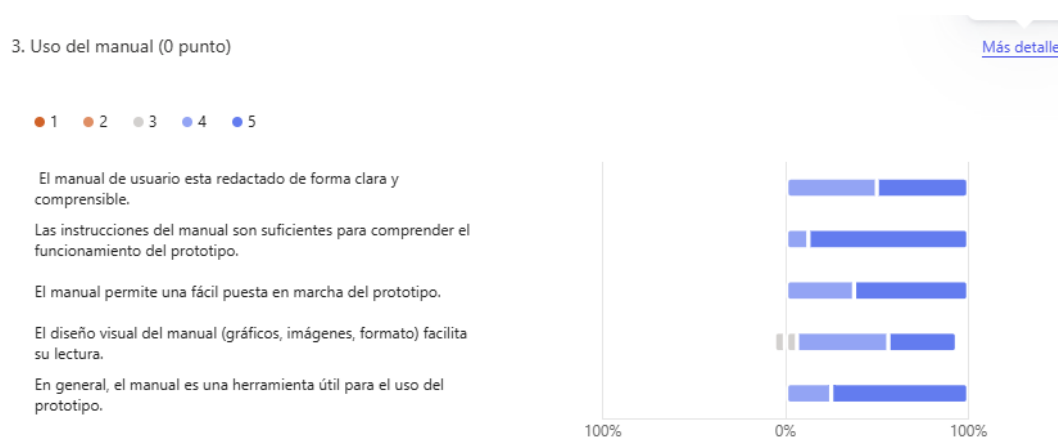 3. Uso del manual (0 punto)
Más detalle
1 2 3 4 5
El manual de usuario esta redactado de forma clara y
comprensible.
Las instrucciones del manual son suficientes para comprender el
funcionamiento del prototipo.
El manual permite una fácil puesta en marcha del prototipo.
El diseño visual del manual (gráficos, imágenes, formato) facilita
su lectura.
En general, el manual es una herramienta útil para el uso del
prototipo.
100% 0% 100%